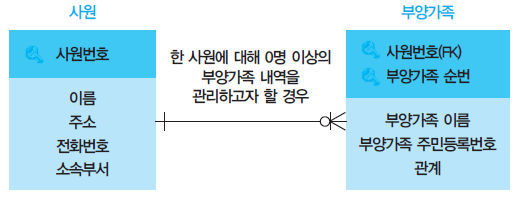 사원
사원번호
이름
주소
전화번호
소속부서
한 사원에 대해 0명 이상의
부양가족 내역을
관리하고자 할 경우
부양가족
사원번호(FK)
부양가족 순번
부양가족 이름
부양가족 주민등록번호
관계